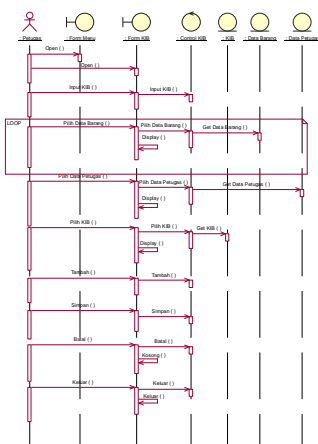 : Petugas
: Form Menu
: Form KIB
: Control KIB
: KIB
: Data Barang
: Data Petugas
Open ( )
Open ( )
Input KIB ( )
Input KIB ( )
LOOP
Pilih Data Barang ( )
Pilih Data Barang ( )
Get Data Barang ( )
Display ( )
Pilih Data Petugas ( )
Pilih Data Petugas ( )
Get Data Petugas ( )
Display ( )
Pilih KIB ( )
Pilih KIB ( )
Get KIB ( )
Display ( )
Tambah ( )
Tambah ( )
Simpan ( )
Simpan ( )
Batal ( )
Batal ( )
Kosong ( )
Keluar ( )
Keluar ( )
Keluar ( )